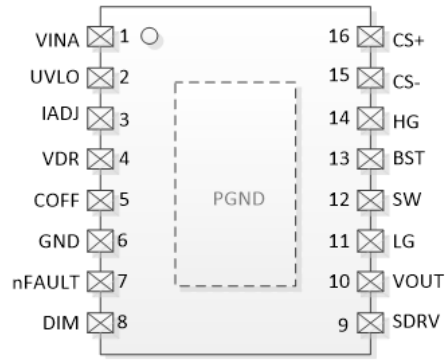 VINA 1 16 CS+
UVLO 2 15 CS-
IADJ 3 14 HG
VDR 4 13 BST
COFF 5 PGND 12 SW
GND 6 11 LG
nFAULT 7 10 VOUT
DIM 8 9 SDRV